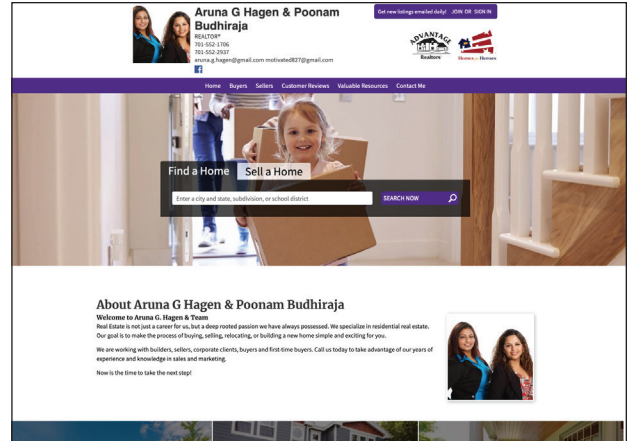 Aruna G Hagen & Poonam
Budhiraja
REALTOR®
701-552-1706
701-552-2937
aruna.g.hagen@gmail.com motivated827@gmail.com
Get new listings emailed daily! JOIN OR SIGN IN
ADVANTAGE
Realtors
Homes for Heroes
Home Buyers Sellers Customer Reviews Valuable Resources Contact Me
Find a Home Sell a Home
Enter a city and state, subdivision, or school district
SEARCH NOW
About Aruna G Hagen & Poonam Budhiraja
Welcome to Aruna G. Hagen & Team
Real Estate is not just a career for us, but a deep rooted passion we have always possessed. We specialize in residential real estate.
Our goal is to make the process of buying, selling, relocating, or building a new home simple and exciting for you.
We are working with builders, sellers, corporate clients, buyers and first-time buyers. Call us today to take advantage of our years of
experience and knowledge in sales and marketing.
Now is the time to take the next step!